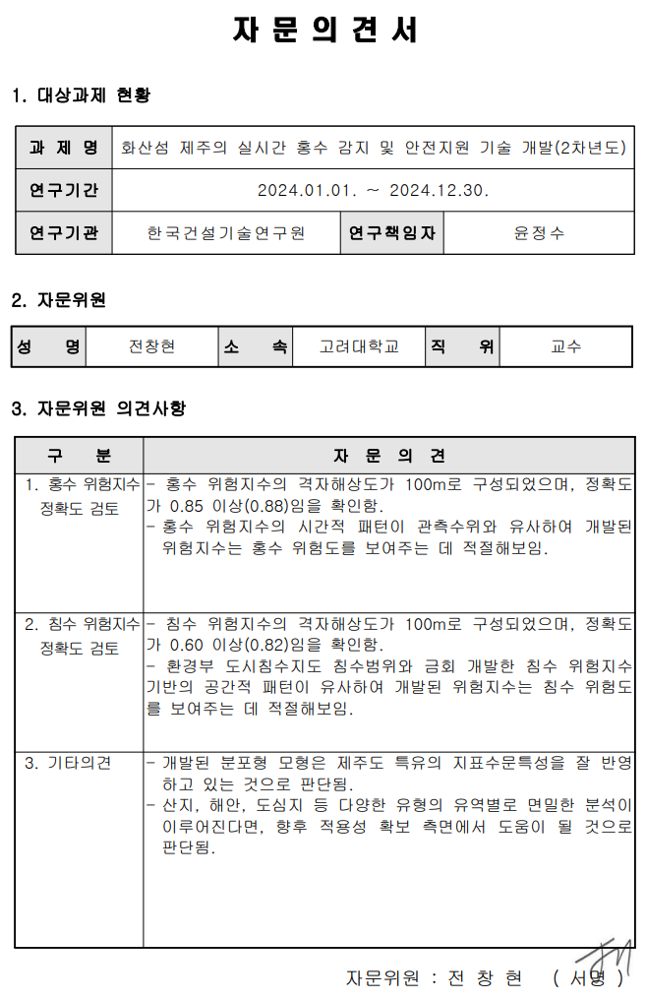 자 문 의 견 서
1. 대상과제 현황
과 제 명 화산섬 제주의 실시간 홍수 감지 및 안전지원 기술 개발(2차년도)
연구기간 2024.01.01. ~ 2024.12.30.
연구기관 한국건설기술연구원 연구책임자 윤정수
2. 자문위원
성 명 전창현 소 속 고려대학교 직 위 교수
3. 자문위원 의견사항
구 분 자 문 의 견
1. 홍수 위험지수
정확도 검토
- 홍수 위험지수의 격자해상도가 100m로 구성되었으며, 정확도
가 0.85 이상(0.88)임을 확인함.
- 홍수 위험지수의 시간적 패턴이 관측수위와 유사하여 개발된
위험지수는 홍수 위험도를 보여주는 데 적절해보임.
2. 침수 위험지수
정확도 검토
- 침수 위험지수의 격자해상도가 100m로 구성되었으며, 정확도
가 0.60 이상(0.82)임을 확인함.
- 환경부 도시침수지도 침수범위와 금회 개발한 침수 위험지수
기반의 공간적 패턴이 유사하여 개발된 위험지수는 침수 위험도
를 보여주는 데 적절해보임.
3. 기타의견
- 개발된 분포형 모형은 제주도 특유의 지표수문특성을 잘 반영
하고 있는 것으로 판단됨.
- 산지, 해안, 도심지 등 다양한 유형의 유역별로 면밀한 분석이
이루어진다면, 향후 적용성 확보 측면에서 도움이 될 것으로
판단됨.
자문위원 : 전 창 현 ( 서명 )